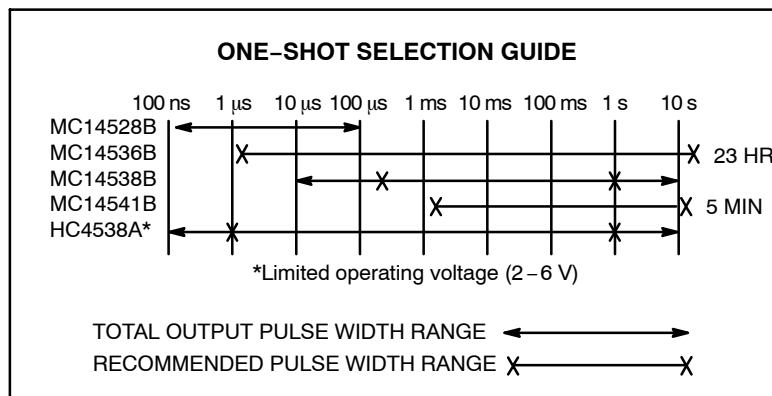 ONE–SHOT SELECTION GUIDE
100 ns 1 μs 10 μs 100 μs 1 ms 10 ms 100 ms 1 s 10 s
MC14528B
MC14536B 23 HR
MC14538B
MC14541B 5 MIN
HC4538A*
*Limited operating voltage (2–6 V)
TOTAL OUTPUT PULSE WIDTH RANGE
RECOMMENDED PULSE WIDTH RANGE